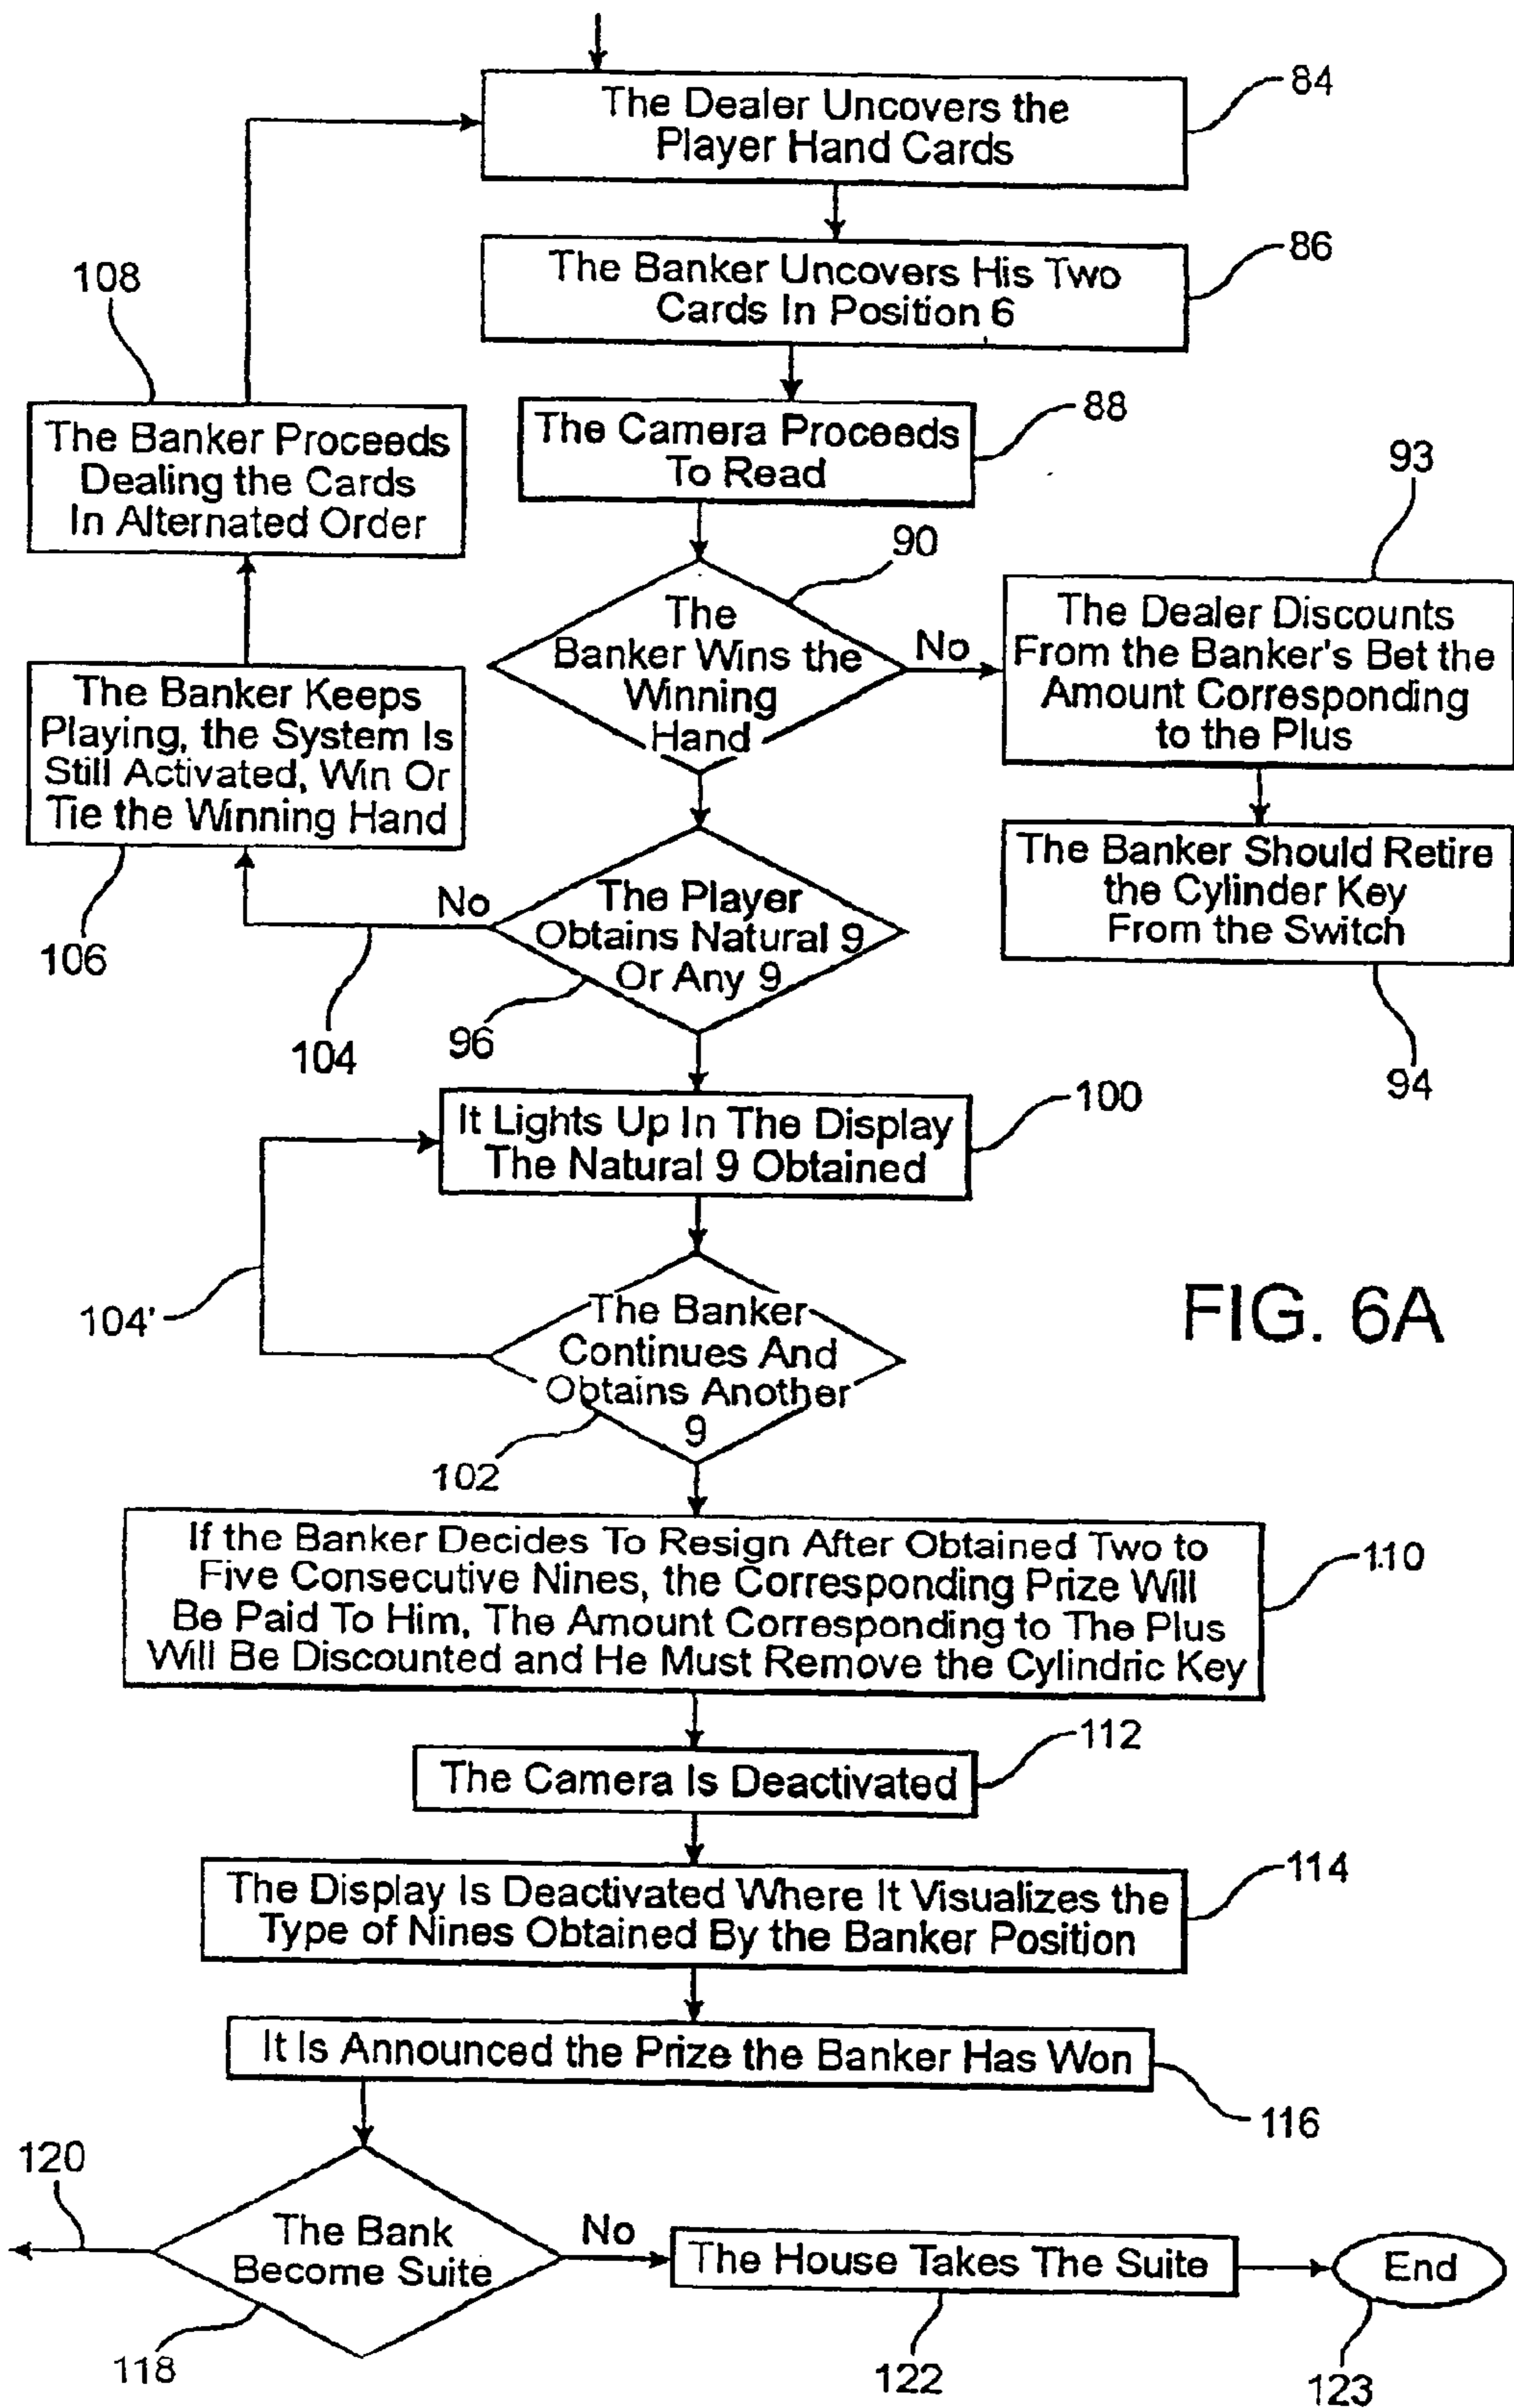 The Dealer Uncovers the
Player Hand Cards
84
The Banker Uncovers His Two
Cards In Position 6
86
108
The Banker Proceeds
Dealing the Cards
In Alternated Order
The Camera Proceeds
To Read
88
93
90
The
Banker Wins the
Winning
Hand
No
The Dealer Discounts
From the Banker's Bet the
Amount Corresponding
to the Plus
The Banker Keeps
Playing, the System Is
Still Activated, Win Or
Tie the Winning Hand
106
No
104
The Player
Obtains Natural 9
Or Any 9
96
The Banker Should Retire
the Cylinder Key
From the Switch
94
It Lights Up In The Display
The Natural 9 Obtained
100
104'
The Banker
Continues And
Obtains Another
9
102
FIG. 6A
If the Banker Decides To Resign After Obtained Two to
Five Consecutive Nines, the Corresponding Prize Will
Be Paid To Him, The Amount Corresponding to The Plus
Will Be Discounted and He Must Remove the Cylindric Key
110
The Camera Is Deactivated
112
The Display Is Deactivated Where It Visualizes the
Type of Nines Obtained By the Banker Position
114
It Is Announced the Prize the Banker Has Won
116
120
The Bank
Become Suite
118
No
The House Takes The Suite
122
End
123